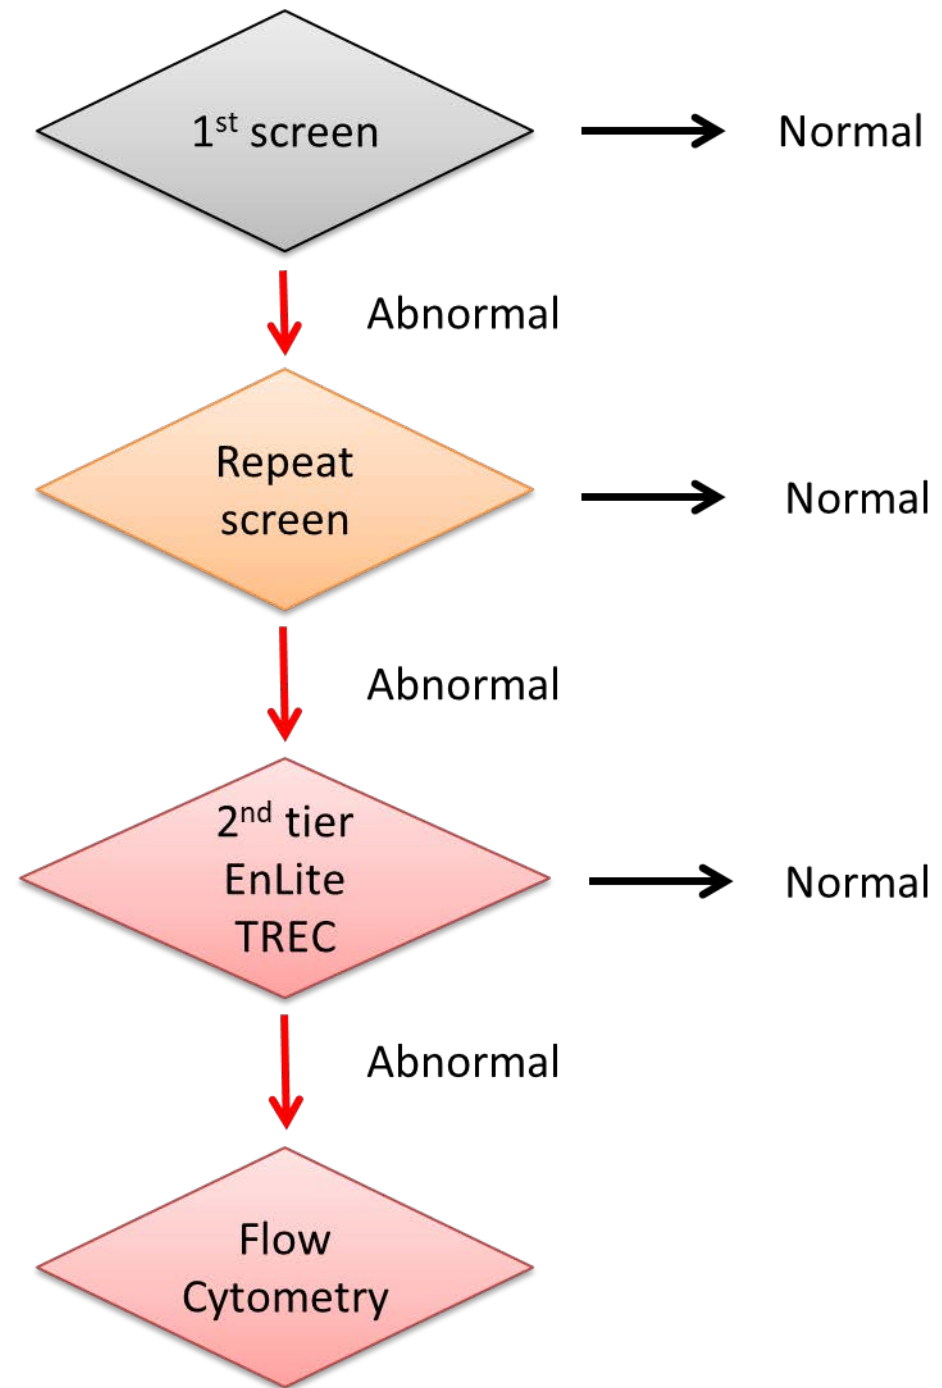 1st screen
Normal
Abnormal
Repeat
screen
Normal
Abnormal
2nd tier
EnLite
TREC
Normal
Abnormal
Flow
Cytometry